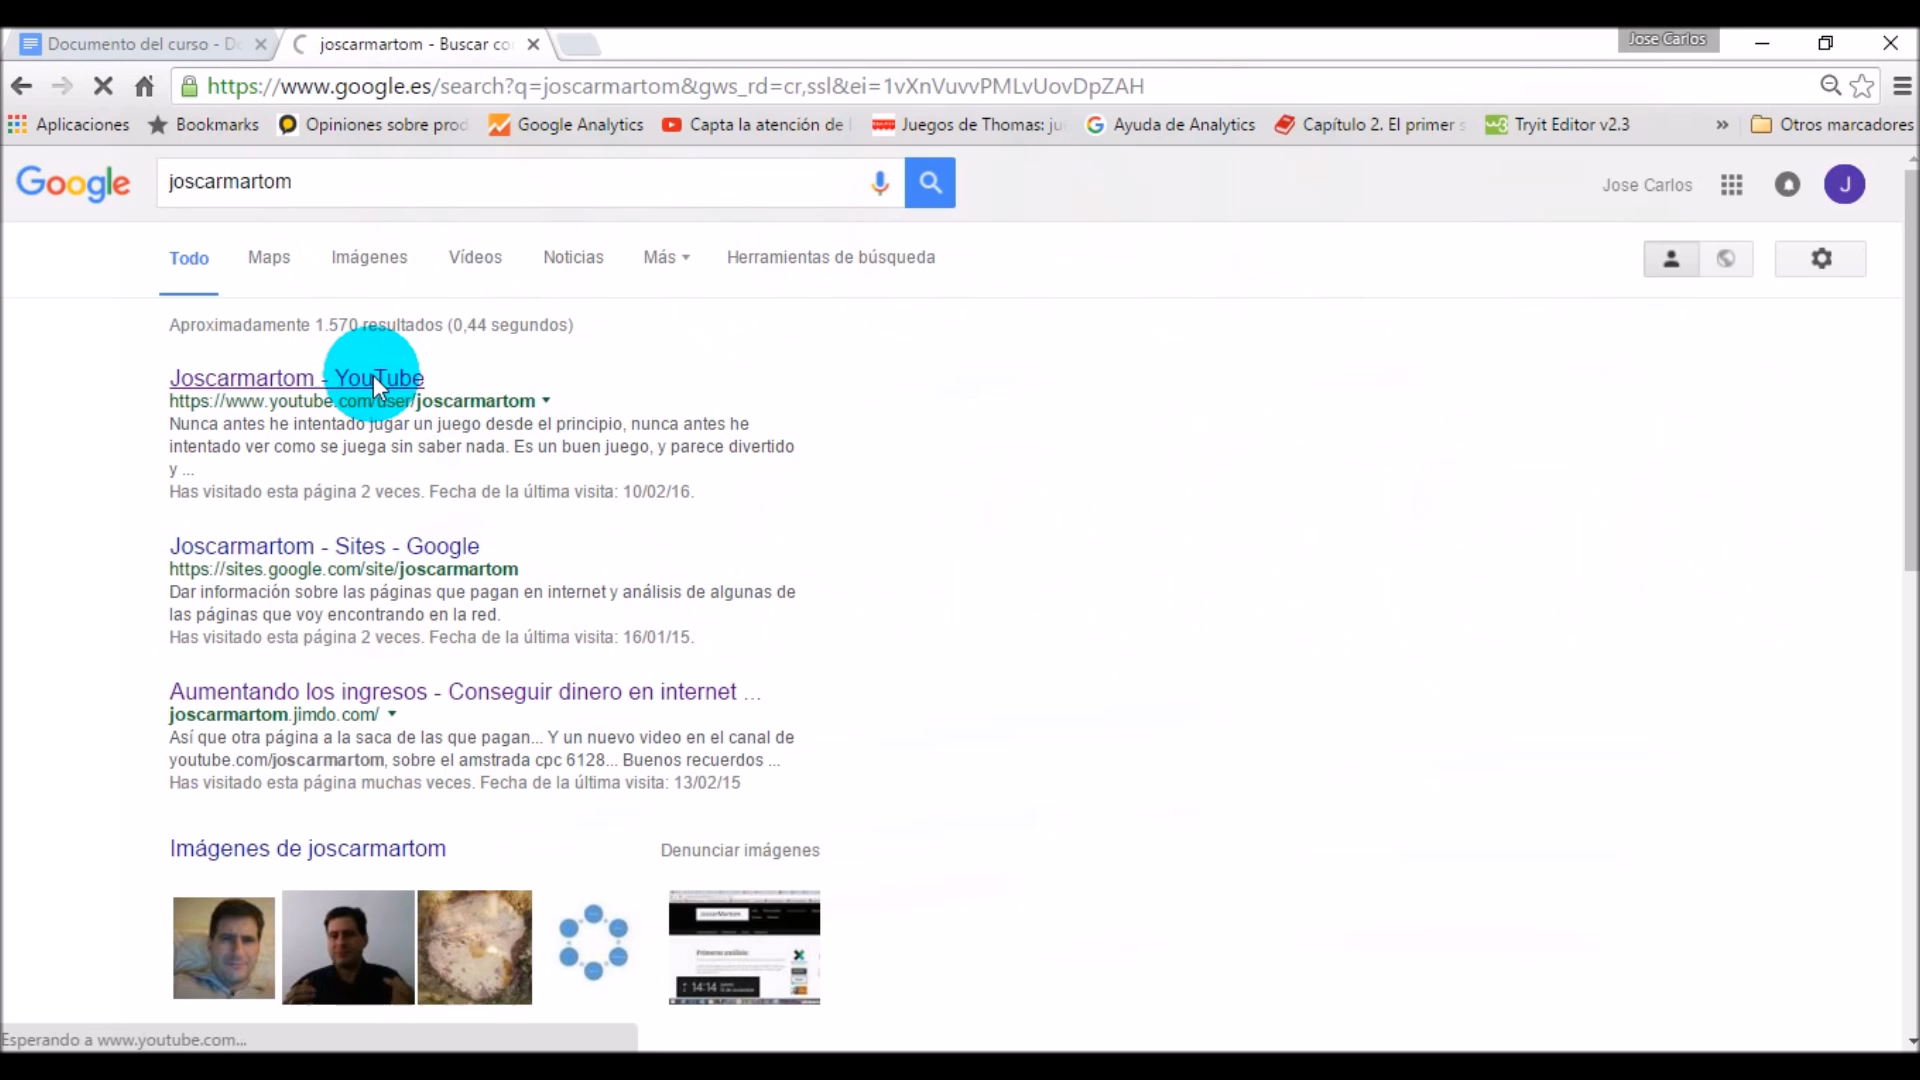 Documento del curso - D
joscarmartom - Buscar co
Jose Carlos
https://www.google.es/search?q=joscarmartom&gws_rd=cr,ssl&ei=1vXnVuvvPMLvUovDpZAH
Aplicaciones Bookmarks Opiniones sobre prod Google Analytics Capta la atención de Juegos de Thomas: ju Ayuda de Analytics Capítulo 2. El primer s Tryit Editor v2.3 » Otros marcadores
Google joscarmartom Jose Carlos J
Todo Maps Imágenes Vídeos Noticias Más Herramientas de búsqueda
Aproximadamente 1.570 resultados (0,44 segundos)
Joscarmartom - YouTube
https://www.youtube.com/user/joscarmartom
Nunca antes he intentado jugar un juego desde el principio, nunca antes he
intentado ver como se juega sin saber nada. Es un buen juego, y parece divertido
y ...
Has visitado esta página 2 veces. Fecha de la última visita: 10/02/16.
Joscarmartom - Sites - Google
https://sites.google.com/site/joscarmartom
Dar información sobre las páginas que pagan en internet y análisis de algunas de
las páginas que voy encontrando en la red.
Has visitado esta página 2 veces. Fecha de la última visita: 16/01/15.
Aumentando los ingresos - Conseguir dinero en internet ...
joscarmartom.jimdo.com/
Así que otra página a la saca de las que pagan... Y un nuevo video en el canal de
youtube.com/joscarmartom, sobre el amstrada cpc 6128... Buenos recuerdos ...
Has visitado esta página muchas veces. Fecha de la última visita: 13/02/15
Imágenes de joscarmartom
Denunciar imágenes
14:14
Esperando a www.youtube.com...